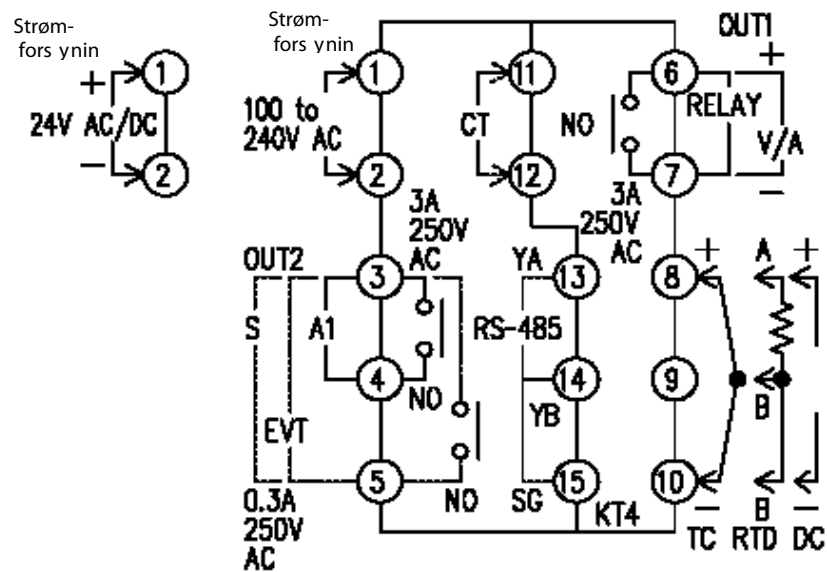 Strøm-
fors ynin
+
1
24V AC/DC
−
2
Strøm-
fors ynin
1
100 to
240V AC
2
11
CT
12
OUT1
+
6
RELAY
NO
V/A
7
−
3A
250V
AC
3A
250V
AC
OUT2
3
S
A1
4
NO
EVT
5
NO
0.3A
250V
AC
YA
13
RS-485
14
YB
SG
15
KT4
8
+
A
+
9
B
10
−
B
−
TC RTD DC